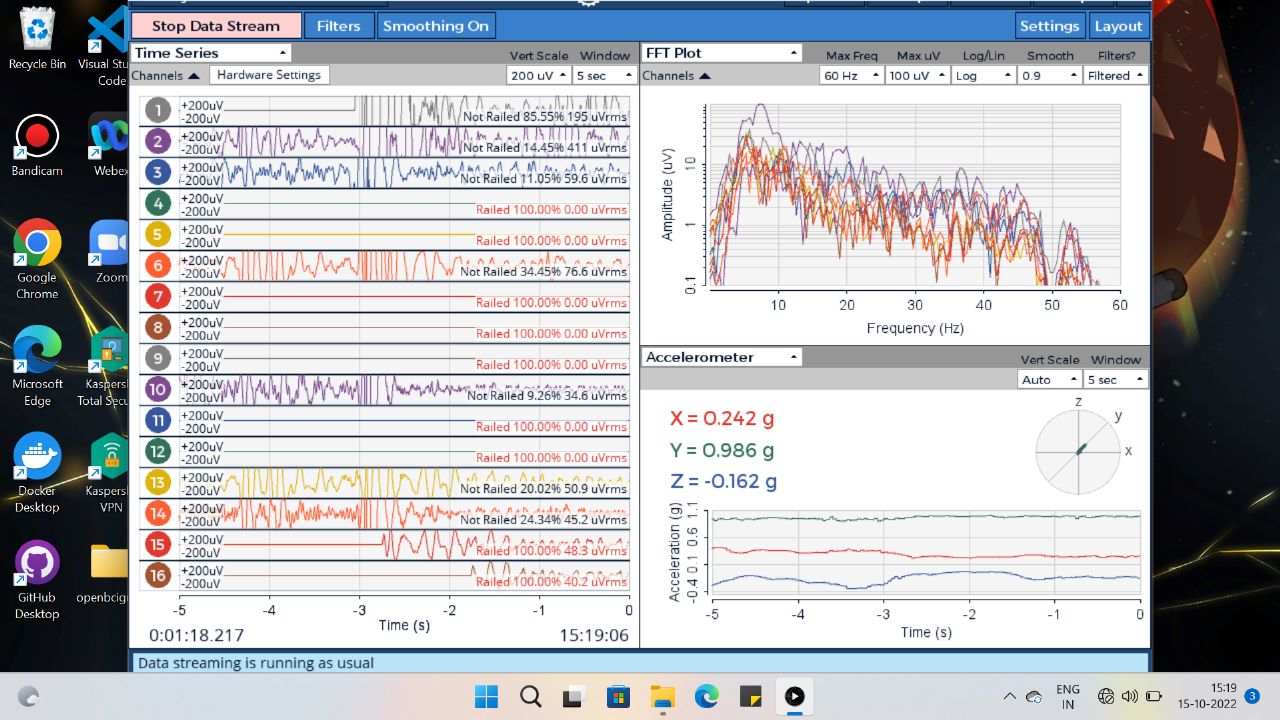 Recycle Bin
Visual Stu
Code
Bandicam
Webex
Google
Chrome
Zoom
Microsoft
Edge
Kaspers
Total Secu
Docker
Desktop
Kaspersk
VPN
GitHub
Desktop
openbcigu
Stop Data Stream
Filters
Smoothing On
Settings
Layout
Time Series
Vert Scale
Window
Channels
Hardware Settings
200 uV
5 sec
1 +200uV -200uV Not Railed 85.55% 195 uVrms
2 +200uV -200uV Not Railed 14.45% 411 uVrms
3 +200uV -200uV Not Railed 11.05% 59.6 uVrms
4 +200uV -200uV Railed 100.00% 0.00 uVrms
5 +200uV -200uV Railed 100.00% 0.00 uVrms
6 +200uV -200uV Not Railed 34.45% 76.6 uVrms
7 +200uV -200uV Railed 100.00% 0.00 uVrms
8 +200uV -200uV Railed 100.00% 0.00 uVrms
9 +200uV -200uV Railed 100.00% 0.00 uVrms
10 +200uV -200uV Not Railed 9.26% 34.6 uVrms
11 +200uV -200uV Railed 100.00% 0.00 uVrms
12 +200uV -200uV Railed 100.00% 0.00 uVrms
13 +200uV -200uV Not Railed 20.02% 50.9 uVrms
14 +200uV -200uV Not Railed 24.34% 45.2 uVrms
15 +200uV -200uV Railed 100.00% 48.3 uVrms
16 +200uV -200uV Railed 100.00% 40.2 uVrms
-5 -4 -3 -2 -1 0
Time (s)
0:01:18.217
15:19:06
FFT Plot
Max Freq Max uV Log/Lin Smooth Filters?
Channels
60 Hz 100 uV Log 0.9 Filtered
Amplitude (uV)
10
1
0.1
10 20 30 40 50 60
Frequency (Hz)
Accelerometer
Vert Scale Window
Auto 5 sec
X = 0.242 g
Y = 0.986 g
Z = -0.162 g
z
y
x
Acceleration (g)
1.1
0.6
0.1
-0.4
-5 -4 -3 -2 -1 0
Time (s)
Data streaming is running as usual
ENG
IN
15:19
15-10-2022
3